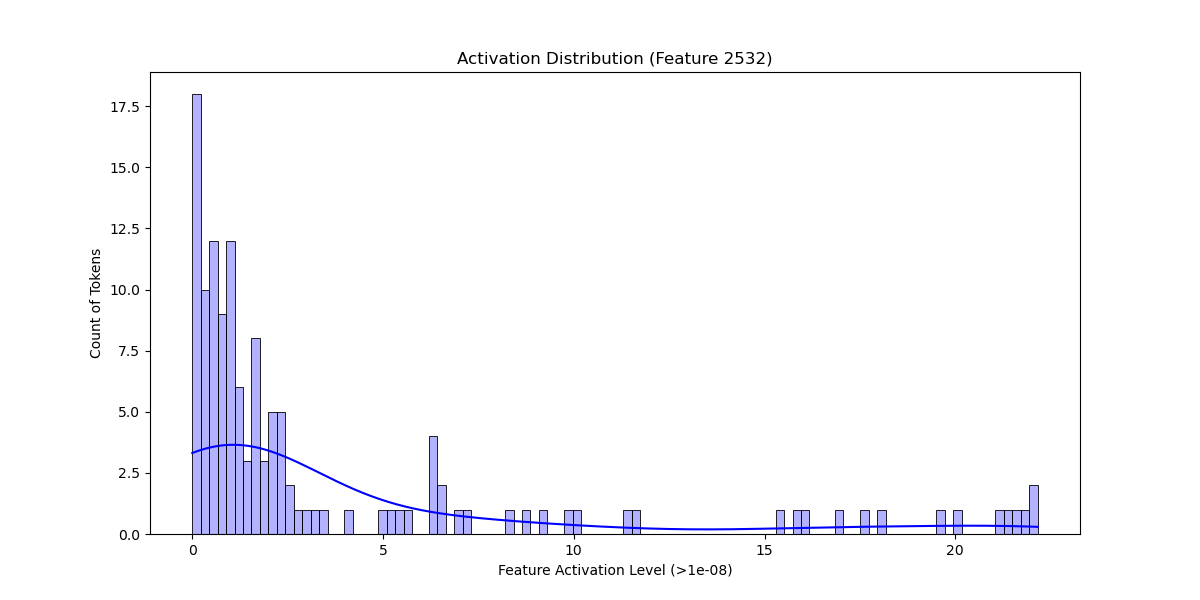 Activation Distribution (Feature 2532)
17.5
15.0
12.5
10.0
7.5
5.0
2.5
0.0
Count of Tokens
0 5 10 15 20
Feature Activation Level (>1e-08)